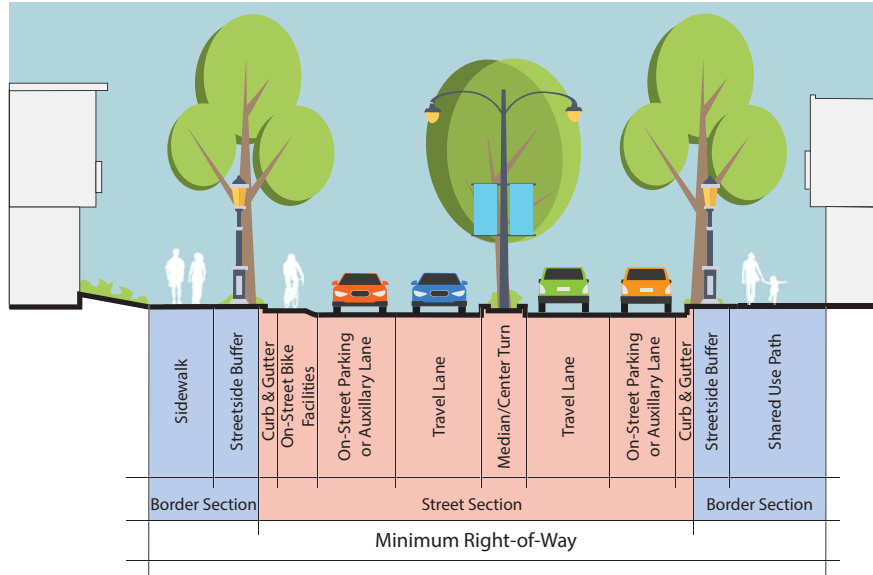 Sidewalk
Streetside Buffer
Curb & Gutter
On-Street Bike
Facilities
On-Street Parking
or Auxillary Lane
Travel Lane
Median/Center Turn
Travel Lane
On-Street Parking
or Auxillary Lane
Curb & Gutter
Streetside Buffer
Shared Use Path
Border Section
Street Section
Border Section
Minimum Right-of-Way